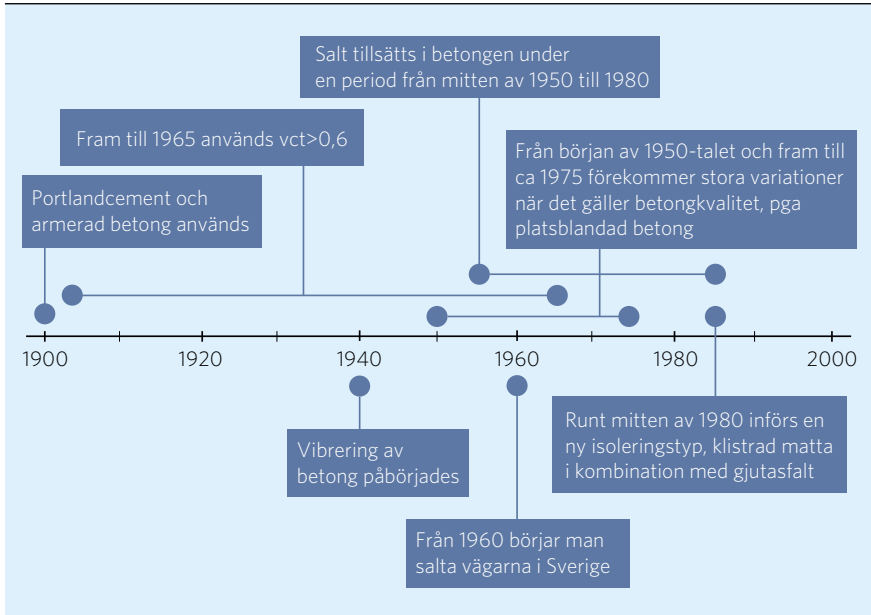 Salt tillsätts i betongen under
en period från mitten av 1950 till 1980
Fram till 1965 används vct>0,6
Från början av 1950-talet och fram till
ca 1975 förekommer stora variationer
när det gäller betongkvalitet, pga
platsblandad betong
Portlandcement och
armerad betong används
1900
1920
1940
1960
1980
2000
Vibrering av
betong påbörjades
Från 1960 börjar man
salta vägarna i Sverige
Runt mitten av 1980 införs en
ny isoleringstyp, klistrad matta
i kombination med gjutasfalt